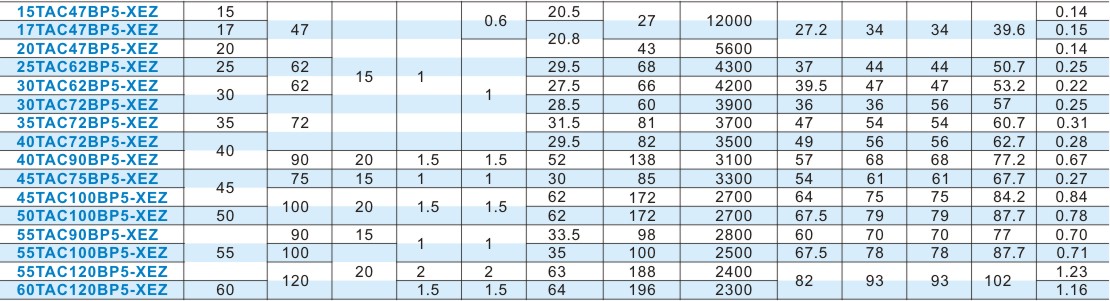 15TAC47BP5-XEZ 15 0.6 20.5 27 12000 0.14
17TAC47BP5-XEZ 17 47 20.8 27.2 34 34 39.6 0.15
20TAC47BP5-XEZ 20 43 5600 0.14
25TAC62BP5-XEZ 25 62 15 1 29.5 68 4300 37 44 44 50.7 0.25
30TAC62BP5-XEZ 30 62 1 27.5 66 4200 39.5 47 47 53.2 0.22
30TAC72BP5-XEZ 28.5 60 3900 36 36 56 57 0.25
35TAC72BP5-XEZ 35 72 31.5 81 3700 47 54 54 60.7 0.31
40TAC72BP5-XEZ 40 29.5 82 3500 49 56 56 62.7 0.28
40TAC90BP5-XEZ 90 20 1.5 1.5 52 138 3100 57 68 68 77.2 0.67
45TAC75BP5-XEZ 45 75 15 1 1 30 85 3300 54 61 61 67.7 0.27
45TAC100BP5-XEZ 100 20 1.5 1.5 62 172 2700 64 75 75 84.2 0.84
50TAC100BP5-XEZ 50 62 172 2700 67.5 79 79 87.7 0.78
55TAC90BP5-XEZ 90 15 1 1 33.5 98 2800 60 70 70 77 0.70
55TAC100BP5-XEZ 55 100 20 35 100 2500 67.5 78 78 87.7 0.71
55TAC120BP5-XEZ 120 2 2 63 188 2400 82 93 93 102 1.23
60TAC120BP5-XEZ 60 1.5 1.5 64 196 2300 1.16